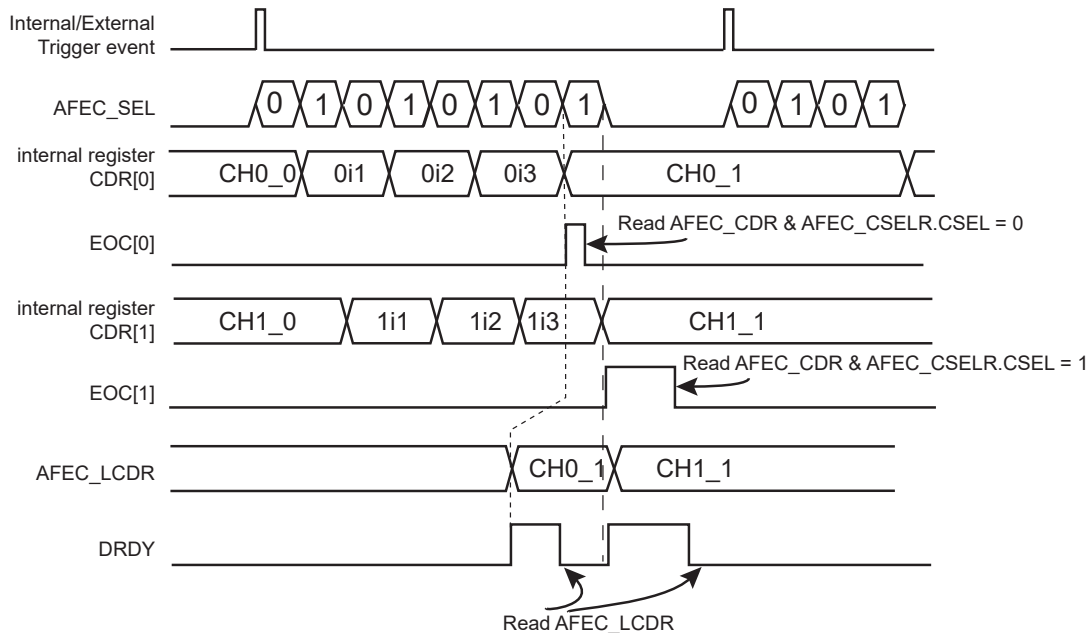 Internal/External
Trigger event
AFEC_SEL
0 1 0 1 0 1 0 1 0 1 0 1
internal register
CDR[0]
CH0_0 0i1 0i2 0i3 CH0_1
Read AFEC_CDR & AFEC_CSELR.CSEL = 0
EOC[0]
internal register
CDR[1]
CH1_0 1i1 1i2 1i3 CH1_1
Read AFEC_CDR & AFEC_CSELR.CSEL = 1
EOC[1]
AFEC_LCDR
CH0_1 CH1_1
DRDY
Read AFEC_LCDR